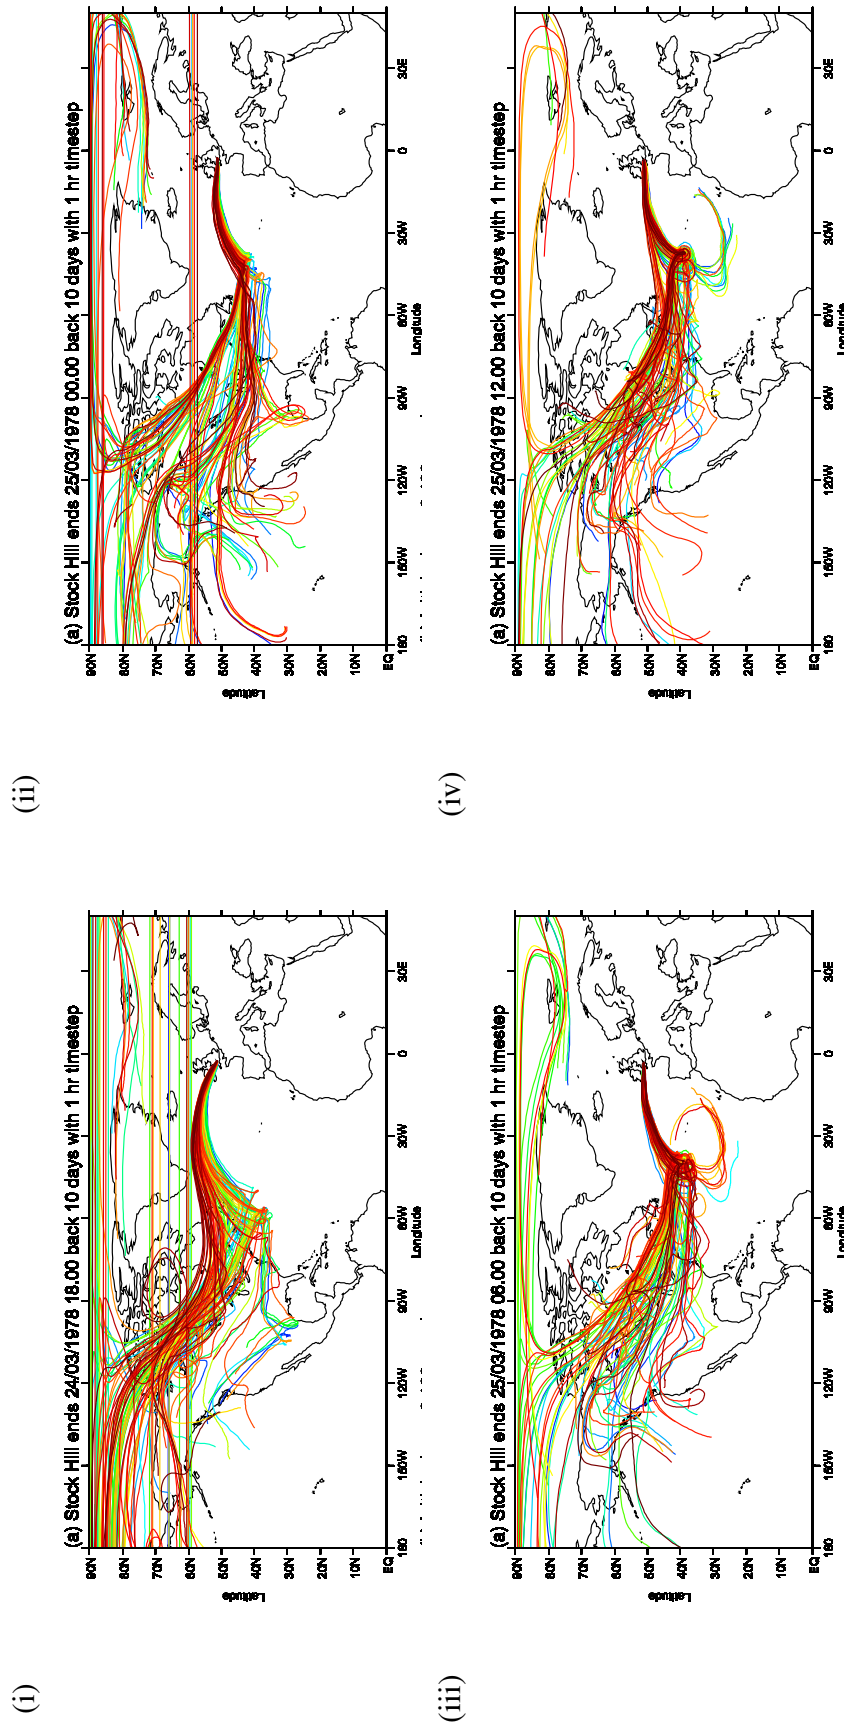 (i)
(a) Stock Hill ends 24/03/1978 18.00 back 10 days with 1 hr timestep
90N
80N
70N
60N
50N
40N
30N
20N
10N
EQ
Latitude
180
150W
120W
90W
60W
30W
0
30E
Longitude
(ii)
(a) Stock Hill ends 25/03/1978 00.00 back 10 days with 1 hr timestep
90N
80N
70N
60N
50N
40N
30N
20N
10N
EQ
Latitude
180
150W
120W
90W
60W
30W
0
30E
Longitude
(iii)
(a) Stock Hill ends 25/03/1978 06.00 back 10 days with 1 hr timestep
90N
80N
70N
60N
50N
40N
30N
20N
10N
EQ
Latitude
180
150W
120W
90W
60W
30W
0
30E
Longitude
(iv)
(a) Stock Hill ends 25/03/1978 12.00 back 10 days with 1 hr timestep
90N
80N
70N
60N
50N
40N
30N
20N
10N
EQ
Latitude
180
150W
120W
90W
60W
30W
0
30E
Longitude